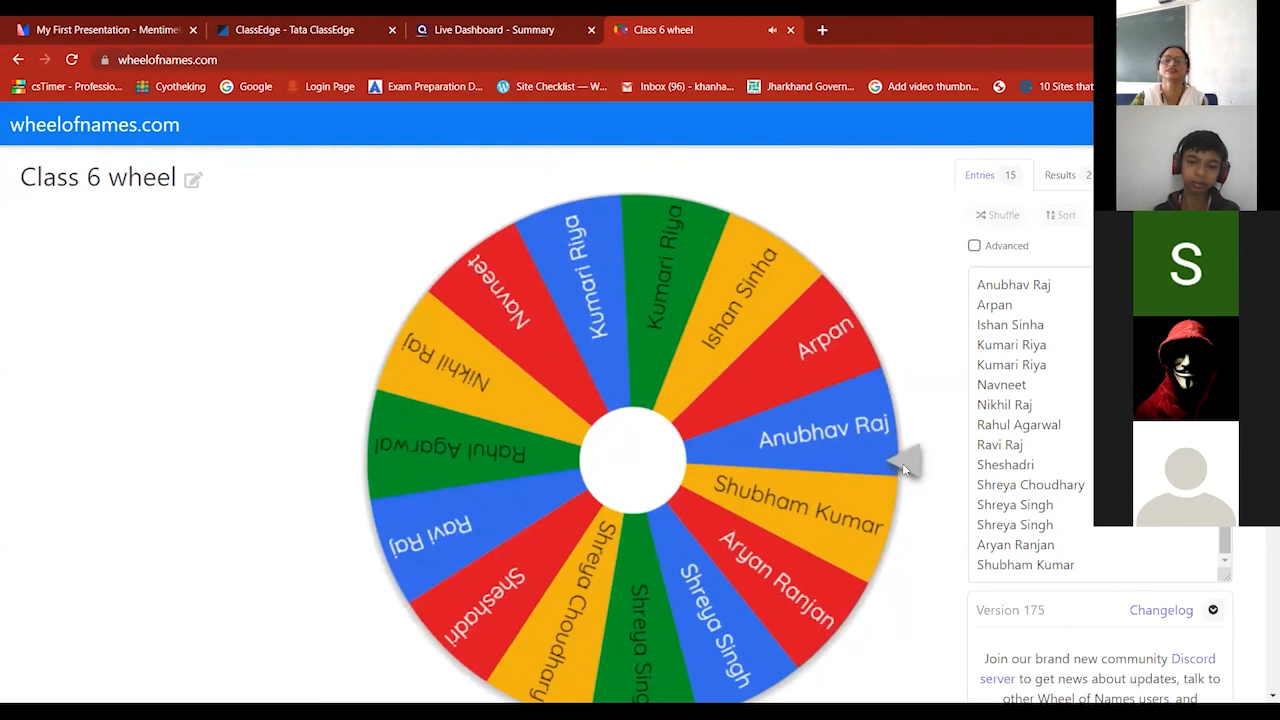 My First Presentation - Mentime
ClassEdge - Tata ClassEdge
Live Dashboard - Summary
Class 6 wheel
wheelofnames.com
csTimer - Professio...
Cyotheking
Google
Login Page
Exam Preparation D...
Site Checklist — W...
Inbox (96) - khanha...
Jharkhand Govern...
Add video thumbn...
10 Sites that
wheelofnames.com
Class 6 wheel
Entries 15
Results 2
Shuffle
Sort
Advanced
Anubhav Raj
Arpan
Ishan Sinha
Kumari Riya
Kumari Riya
Navneet
Nikhil Raj
Rahul Agarwal
Ravi Raj
Sheshadri
Shreya Choudhary
Shreya Singh
Shreya Singh
Aryan Ranjan
Shubham Kumar
Kumari Riya
Ishan Sinha
Arpan
Anubhav Raj
Shubham Kumar
Aryan Ranjan
Shreya Singh
Shreya Sing
Shreya Choudhary
Sheshadri
Ravi Raj
Rahul Agarwal
Nikhil Raj
Navneet
Kumari Riya
Version 175
Changelog
Join our brand new community Discord
server to get news about updates, talk to
other Wheel of Names users, and
S